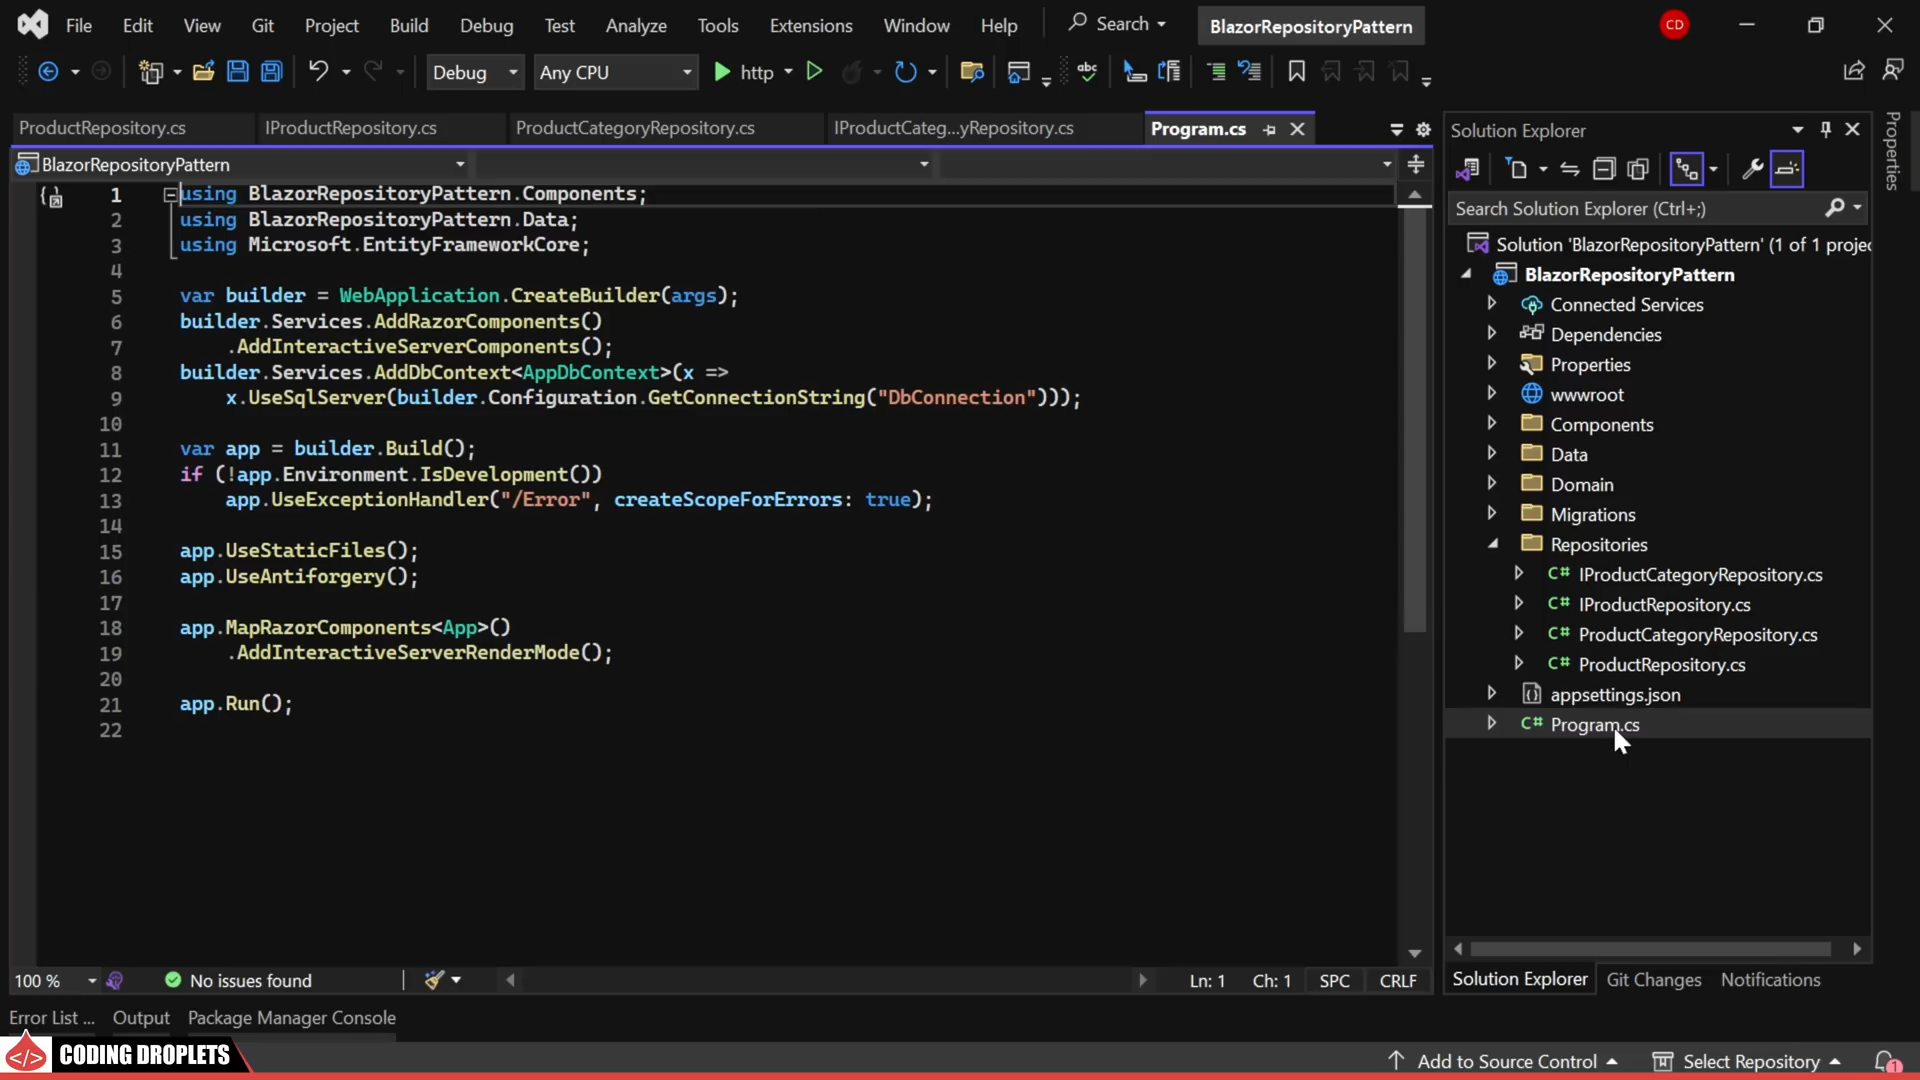 File Edit View Git Project Build Debug Test Analyze Tools Extensions Window Help Search BlazorRepositoryPattern CD
Debug Any CPU http abc
ProductRepository.cs IProductRepository.cs ProductCategoryRepository.cs IProductCateg...yRepository.cs Program.cs
BlazorRepositoryPattern
1 using BlazorRepositoryPattern.Components;
2 using BlazorRepositoryPattern.Data;
3 using Microsoft.EntityFrameworkCore;
4
5 var builder = WebApplication.CreateBuilder(args);
6 builder.Services.AddRazorComponents()
7 .AddInteractiveServerComponents();
8 builder.Services.AddDbContext<AppDbContext>(x =>
9 x.UseSqlServer(builder.Configuration.GetConnectionString("DbConnection")));
10
11 var app = builder.Build();
12 if (!app.Environment.IsDevelopment())
13 app.UseExceptionHandler("/Error", createScopeForErrors: true);
14
15 app.UseStaticFiles();
16 app.UseAntiforgery();
17
18 app.MapRazorComponents<App>()
19 .AddInteractiveServerRenderMode();
20
21 app.Run();
22
100 % No issues found Ln: 1 Ch: 1 SPC CRLF
Solution Explorer
Search Solution Explorer (Ctrl+;)
Solution 'BlazorRepositoryPattern' (1 of 1 projec
BlazorRepositoryPattern
Connected Services
Dependencies
Properties
wwwroot
Components
Data
Domain
Migrations
Repositories
C# IProductCategoryRepository.cs
C# IProductRepository.cs
C# ProductCategoryRepository.cs
C# ProductRepository.cs
appsettings.json
C# Program.cs
Solution Explorer Git Changes Notifications
Properties
Error List ... Output Package Manager Console
CODING DROPLETS
Add to Source Control Select Repository 1